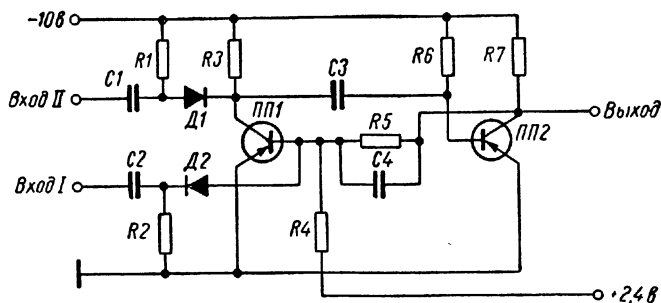 –10в
R1
R3
C3
R6
R7
C1
Вход II
Д1
ПП1
R5
Выход
ПП2
C2
Д2
C4
Вход I
R2
R4
+2,4в